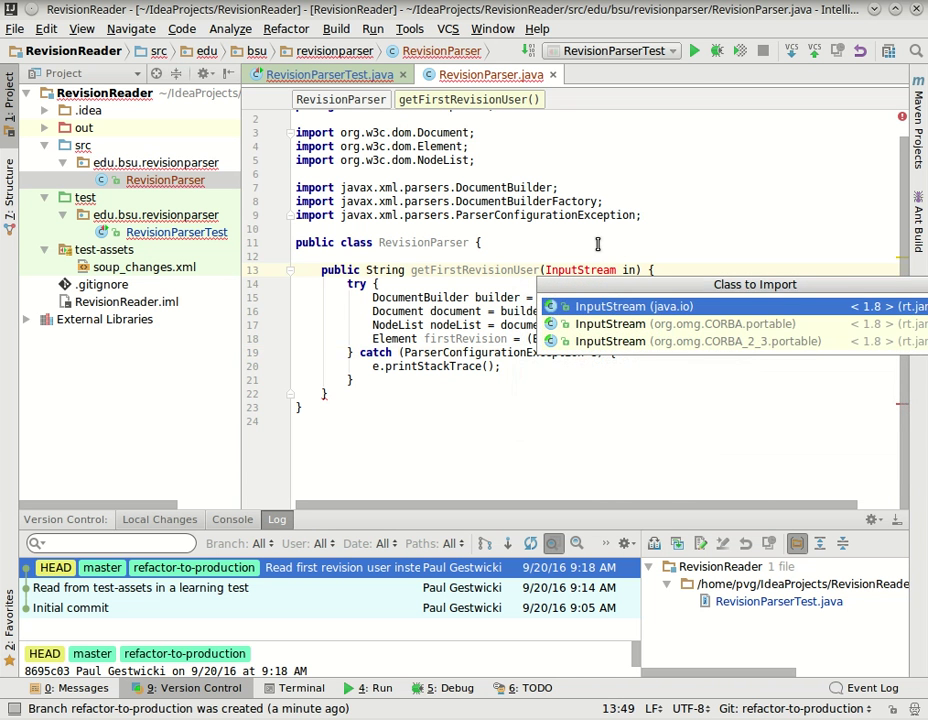 RevisionReader - [~/IdeaProjects/RevisionReader] - [RevisionReader] - ~/IdeaProjects/RevisionReader/src/edu/bsu/revisionparser/RevisionParser.java - Intelli...
File Edit View Navigate Code Analyze Refactor Build Run Tools VCS Window Help
RevisionReader src edu bsu revisionparser RevisionParser RevisionParserTest VCS VCS
Project RevisionParserTest.java RevisionParser.java
RevisionReader ~/IdeaProjects/ RevisionParser getFirstRevisionUser()
.idea
out
src
edu.bsu.revisionparser
RevisionParser
test
edu.bsu.revisionparser
RevisionParserTest
test-assets
soup_changes.xml
.gitignore
RevisionReader.iml
External Libraries
1: Project
7: Structure
2: Favorites
2
3 import org.w3c.dom.Document;
4 import org.w3c.dom.Element;
5 import org.w3c.dom.NodeList;
6
7 import javax.xml.parsers.DocumentBuilder;
8 import javax.xml.parsers.DocumentBuilderFactory;
9 import javax.xml.parsers.ParserConfigurationException;
10
11 public class RevisionParser {
12
13 public String getFirstRevisionUser(InputStream in) {
14 try {
15 DocumentBuilder builder =
16 Document document = builde
17 NodeList nodeList = docume
18 Element firstRevision = (E
19 } catch (ParserConfigurationException e) {
20 e.printStackTrace();
21 }
22 }
23 }
24
Class to Import
InputStream (java.io) < 1.8 > (rt.jar
InputStream (org.omg.CORBA.portable) < 1.8 > (rt.jar
InputStream (org.omg.CORBA_2_3.portable) < 1.8 > (rt.jar
Maven Projects
Ant Build
Version Control: Local Changes Console Log
Branch: All User: All Date: All Paths: All
HEAD master refactor-to-production Read first revision user inste Paul Gestwicki 9/20/16 9:18 AM
Read from test-assets in a learning test Paul Gestwicki 9/20/16 9:14 AM
Initial commit Paul Gestwicki 9/20/16 9:05 AM
HEAD master refactor-to-production
8695c03 Paul Gestwicki on 9/20/16 at 9:18 AM
RevisionReader 1 file
/home/pvg/IdeaProjects/RevisionReade
RevisionParserTest.java
0: Messages 9: Version Control Terminal 4: Run 5: Debug 6: TODO Event Log
Branch refactor-to-production was created (a minute ago) 13:49 LF UTF-8 Git: refactor-to-production